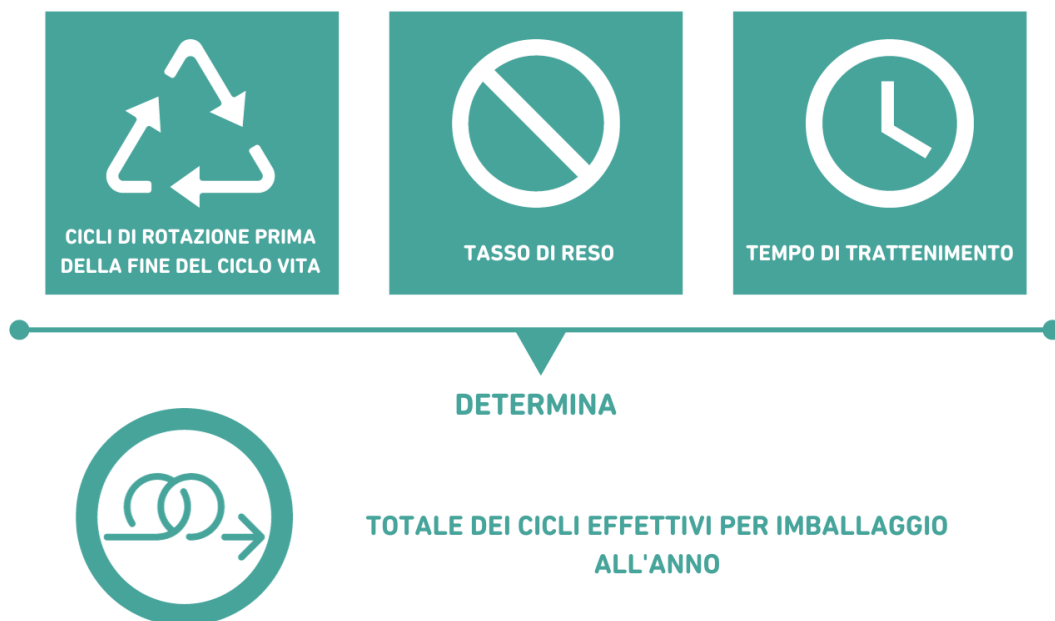 CICLI DI ROTAZIONE PRIMA
DELLA FINE DEL CICLO VITA
TASSO DI RESO
TEMPO DI TRATTENIMENTO
DETERMINA
TOTALE DEI CICLI EFFETTIVI PER IMBALLAGGIO
ALL'ANNO